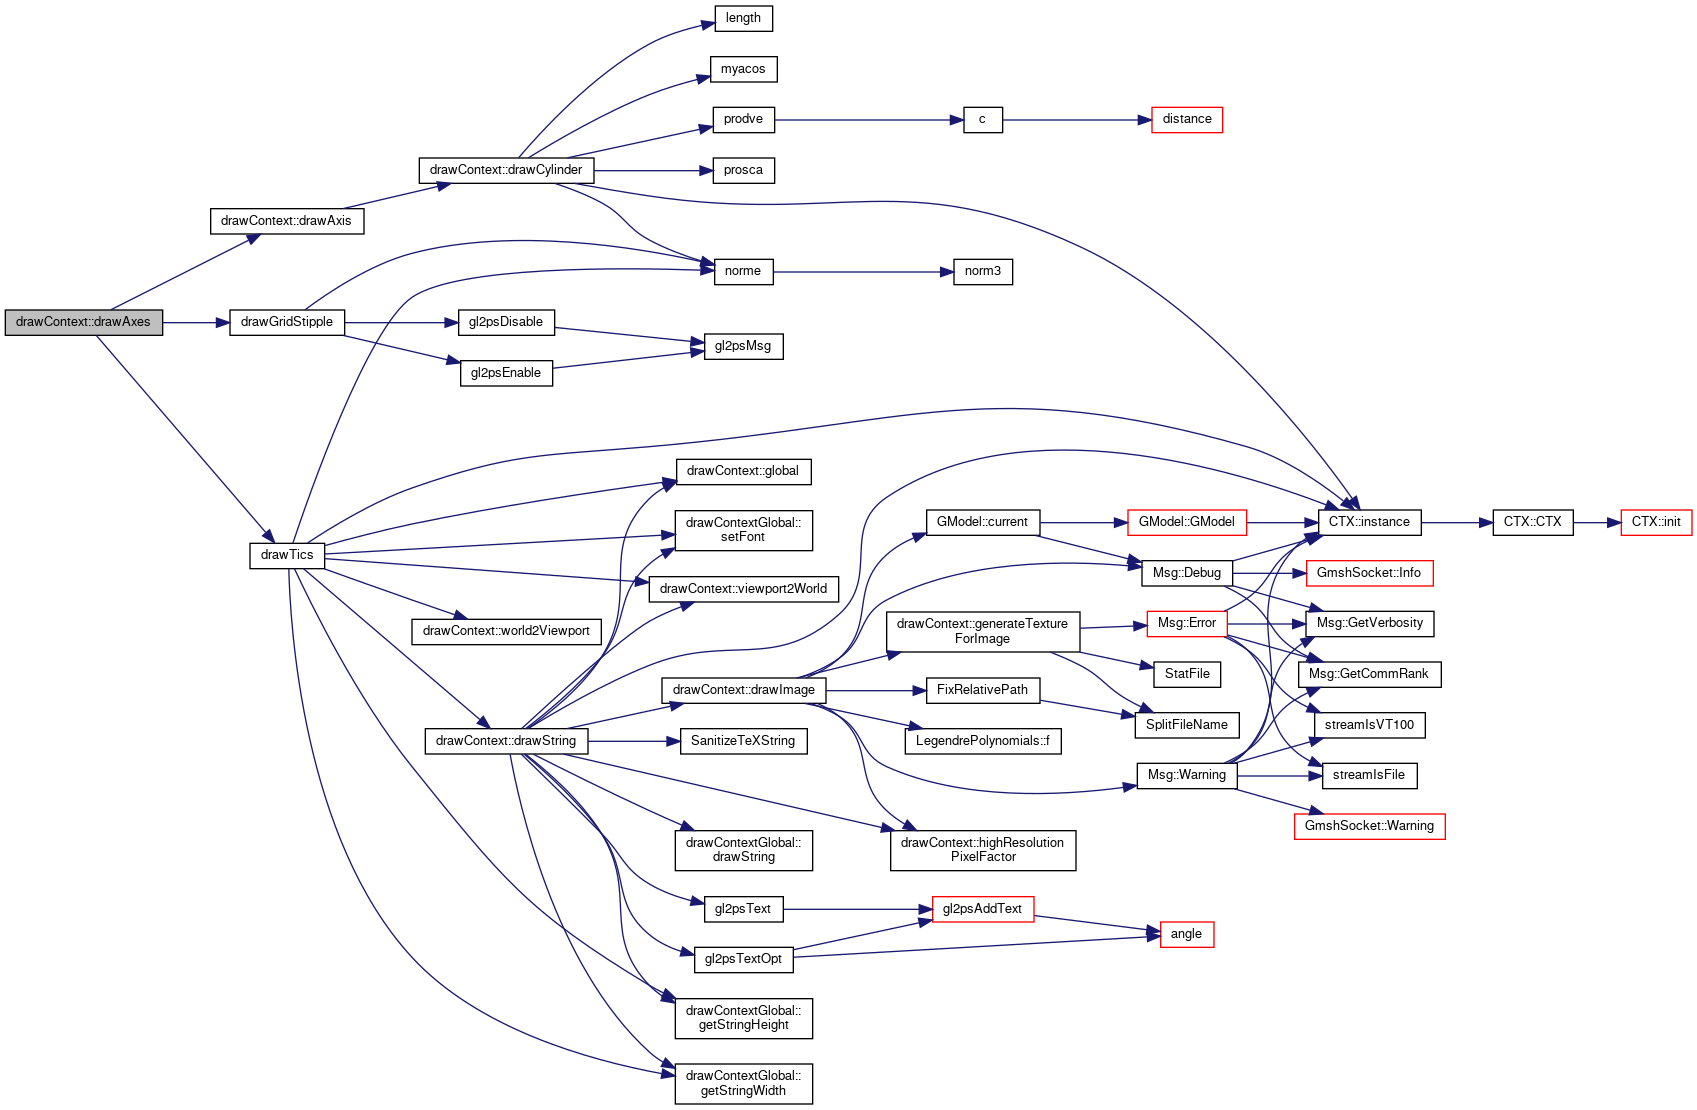 length
myacos
prodve
c
distance
drawContext::drawCylinder
prosca
drawContext::drawAxis
norme
norm3
drawContext::drawAxes
drawGridStipple
gl2psDisable
gl2psMsg
gl2psEnable
drawContext::global
drawContextGlobal::
setFont
GModel::current
GModel::GModel
CTX::instance
CTX::CTX
CTX::init
drawTics
Msg::Debug
GmshSocket::Info
drawContext::viewport2World
drawContext::world2Viewport
drawContext::generateTexture
ForImage
Msg::Error
Msg::GetVerbosity
StatFile
Msg::GetCommRank
drawContext::drawImage
FixRelativePath
SplitFileName
streamIsVT100
drawContext::drawString
SanitizeTeXString
LegendrePolynomials::f
Msg::Warning
streamIsFile
GmshSocket::Warning
drawContextGlobal::
drawString
drawContext::highResolution
PixelFactor
gl2psText
gl2psAddText
angle
gl2psTextOpt
drawContextGlobal::
getStringHeight
drawContextGlobal::
getStringWidth